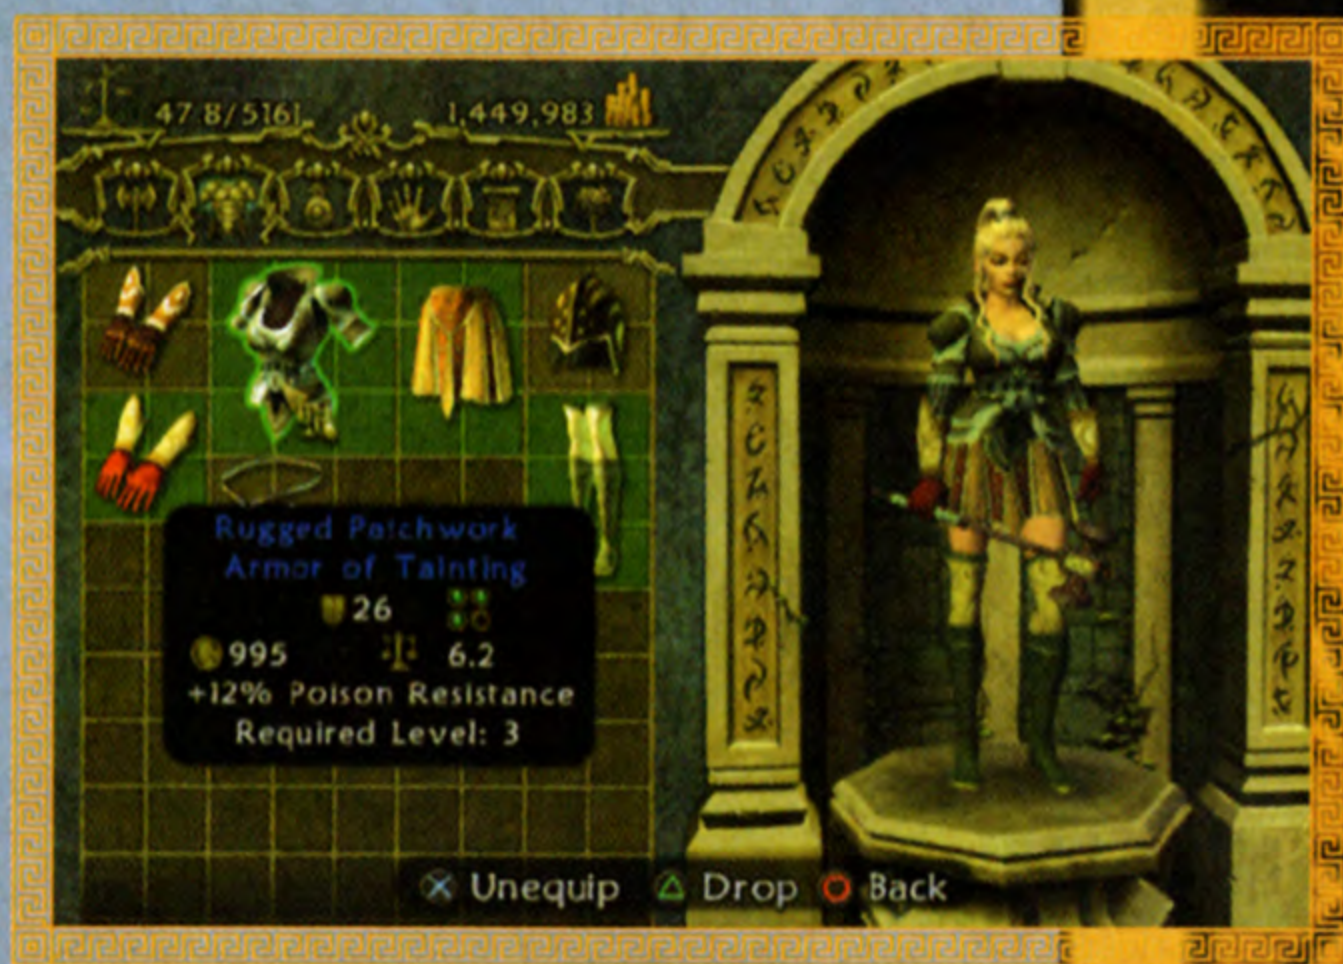 47 8/5161 1,449,983
Rugged Patchwork
Armor of Tainting
26
995 6.2
+12% Poison Resistance
Required Level: 3
Unequip Drop Back